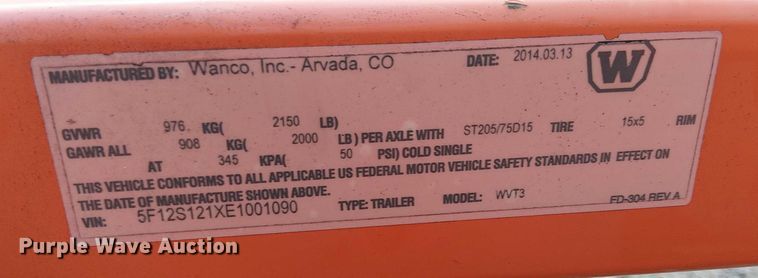 MANUFACTURED BY: Wanco, Inc.- Arvada, CO DATE: 2014.03.13 W
GVWR 976 KG( 2150 LB)
GAWR ALL 908 KG( 2000 LB) PER AXLE WITH ST205/75D15 TIRE 15x5 RIM
AT 345 KPA( 50 PSI) COLD SINGLE
THIS VEHICLE CONFORMS TO ALL APPLICABLE US FEDERAL MOTOR VEHICLE SAFETY STANDARDS IN EFFECT ON
THE DATE OF MANUFACTURE SHOWN ABOVE.
VIN: 5F12S121XE1001090 TYPE: TRAILER MODEL: WVT3 FD-304 REV A
Purple Wave Auction